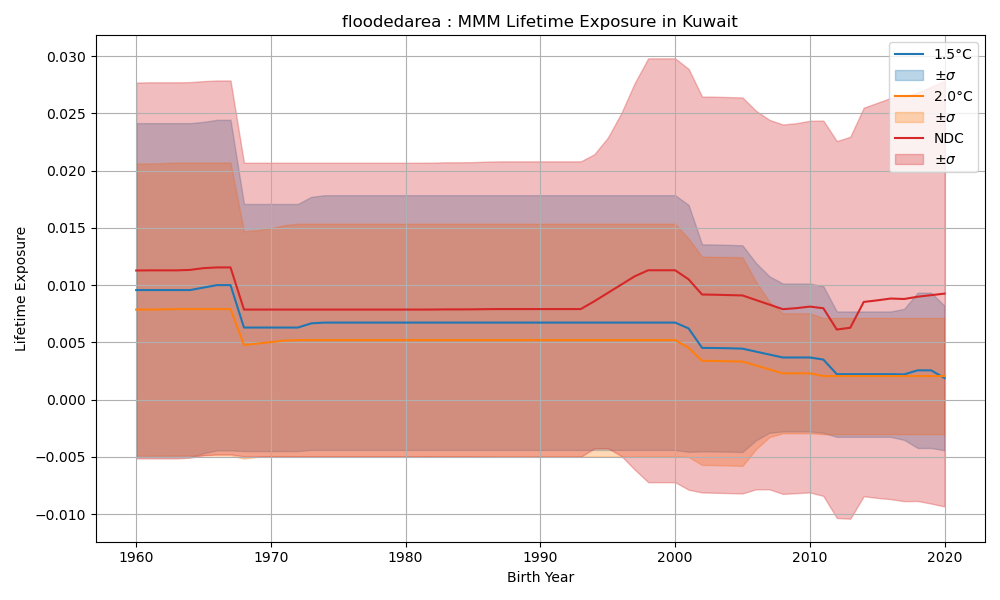 floodedarea : MMM Lifetime Exposure in Kuwait
0.030
0.025
0.020
0.015
0.010
0.005
0.000
−0.005
−0.010
Lifetime Exposure
1.5°C
±σ
2.0°C
±σ
NDC
±σ
1960
1970
1980
1990
2000
2010
2020
Birth Year